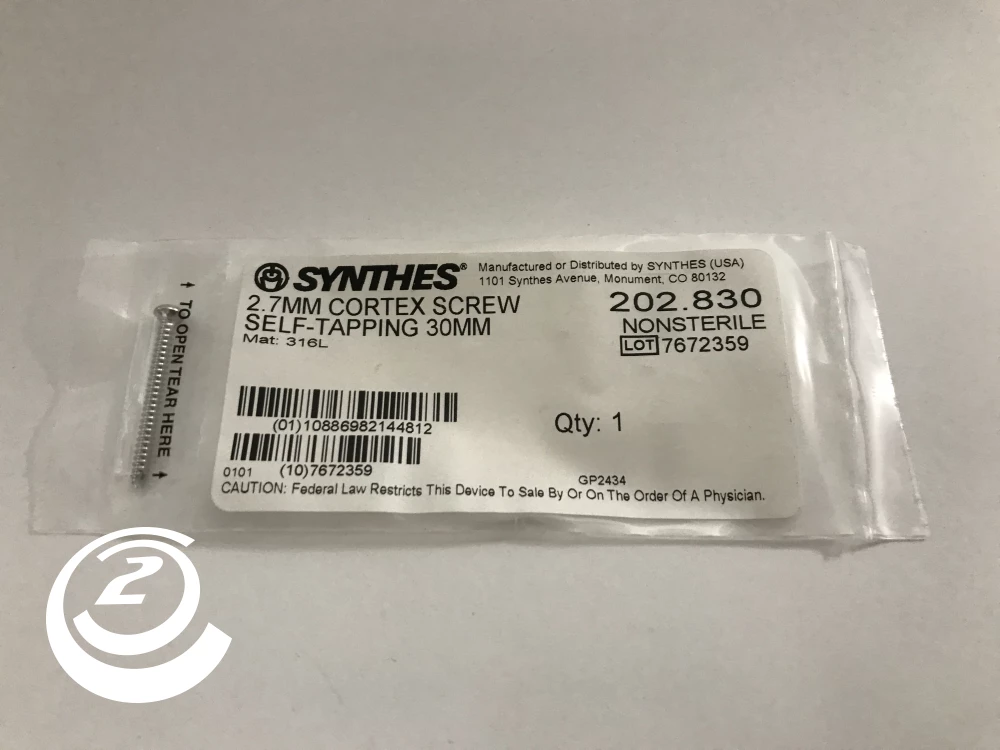 SYNTHES®
Manufactured or Distributed by SYNTHES (USA)
1101 Synthes Avenue, Monument, CO 80132
2.7MM CORTEX SCREW
SELF-TAPPING 30MM
Mat: 316L
202.830
NONSTERILE
LOT 7672359
(01)10886982144812
Qty: 1
0101 (10)7672359
GP2434
CAUTION: Federal Law Restricts This Device To Sale By Or On The Order Of A Physician.
TO OPEN TEAR HERE
2